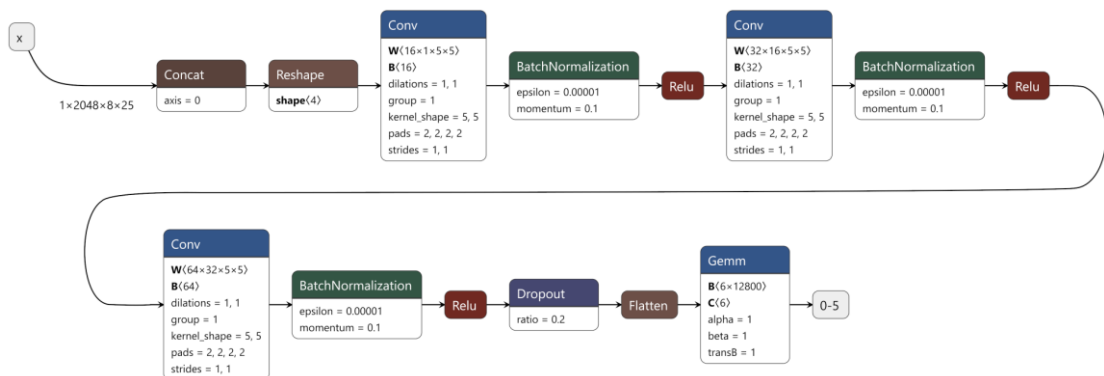 x
1×2048×8×25
Concat
axis = 0
Reshape
shape⟨4⟩
Conv
W⟨16×1×5×5⟩
B⟨16⟩
dilations = 1, 1
group = 1
kernel_shape = 5, 5
pads = 2, 2, 2, 2
strides = 1, 1
BatchNormalization
epsilon = 0.00001
momentum = 0.1
Relu
Conv
W⟨32×16×5×5⟩
B⟨32⟩
dilations = 1, 1
group = 1
kernel_shape = 5, 5
pads = 2, 2, 2, 2
strides = 1, 1
BatchNormalization
epsilon = 0.00001
momentum = 0.1
Relu
Conv
W⟨64×32×5×5⟩
B⟨64⟩
dilations = 1, 1
group = 1
kernel_shape = 5, 5
pads = 2, 2, 2, 2
strides = 1, 1
BatchNormalization
epsilon = 0.00001
momentum = 0.1
Relu
Dropout
ratio = 0.2
Flatten
Gemm
B⟨6×12800⟩
C⟨6⟩
alpha = 1
beta = 1
transB = 1
0-5